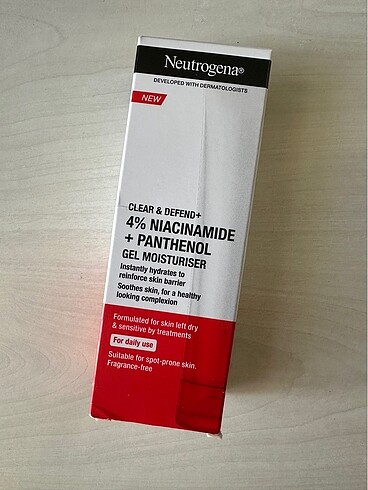 Neutrogena®
DEVELOPED WITH DERMATOLOGISTS
NEW
CLEAR & DEFEND+
4% NIACINAMIDE
+ PANTHENOL
GEL MOISTURISER
Instantly hydrates to
reinforce skin barrier
Soothes skin, for a healthy
looking complexion
Formulated for skin left dry
& sensitive by treatments
For daily use
Suitable for spot-prone skin.
Fragrance-free